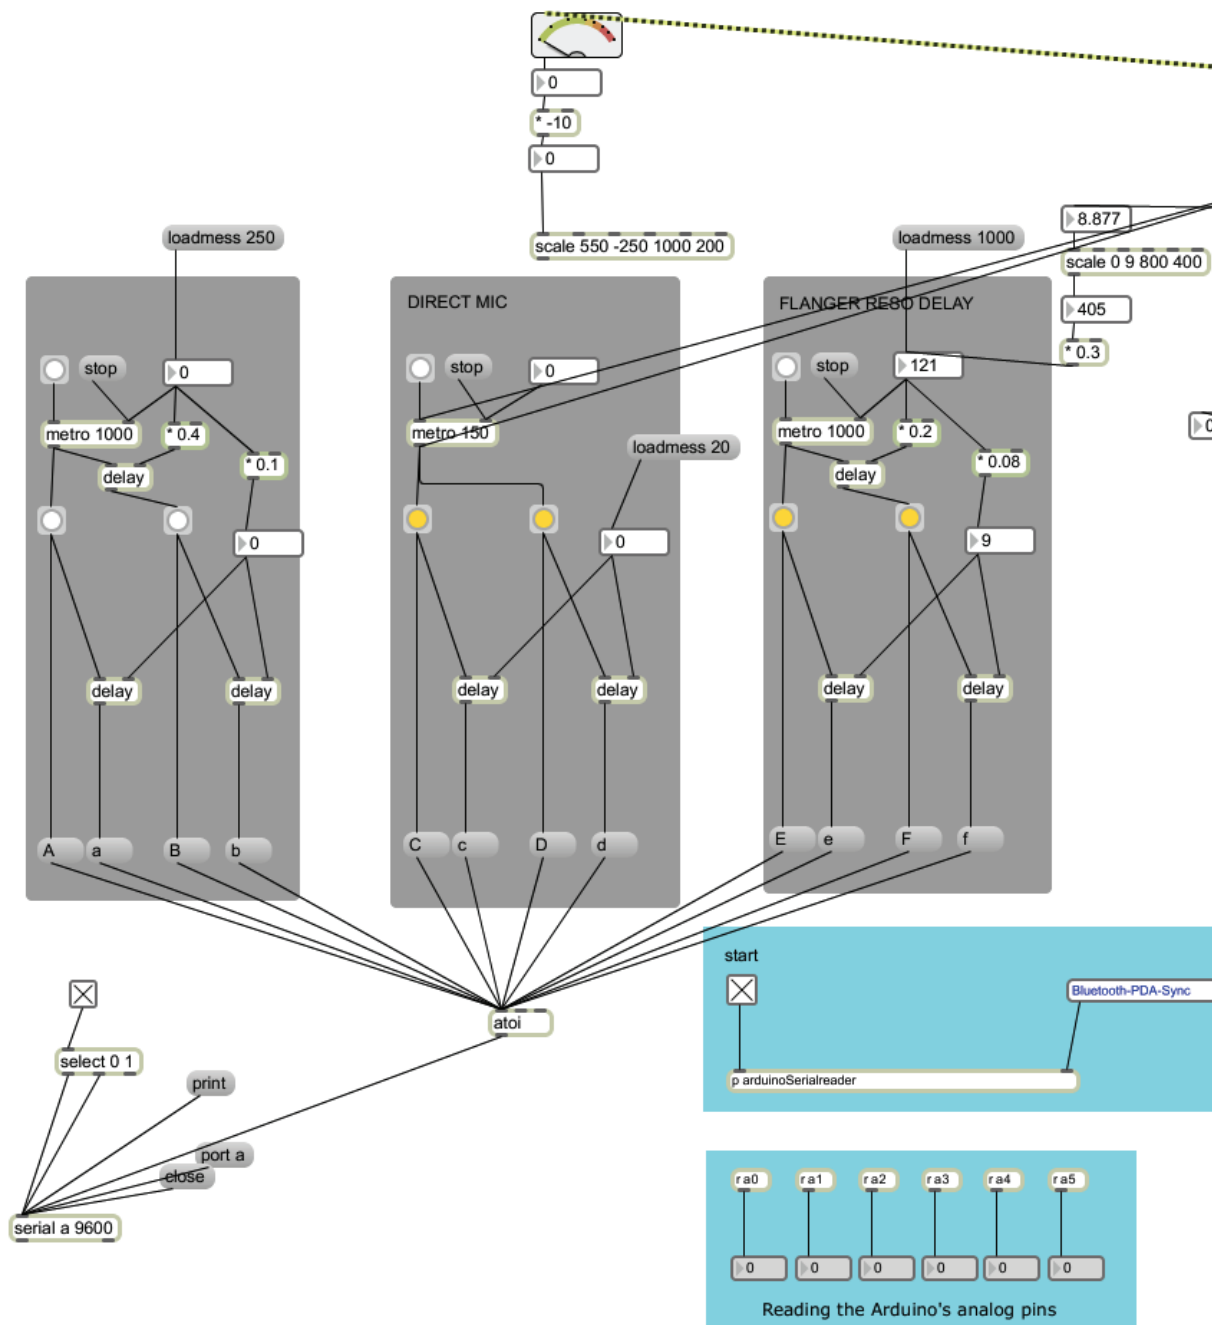 0
* -10
0
scale 550 -250 1000 200
loadmess 250
loadmess 1000
8.877
scale 0 9 800 400
405
* 0.3
DIRECT MIC
FLANGER RESO DELAY
stop
0
metro 1000
* 0.4
* 0.1
delay
0
delay
delay
A
a
B
b
stop
0
metro 150
loadmess 20
0
delay
delay
C
c
D
d
stop
121
metro 1000
* 0.2
* 0.08
delay
9
delay
delay
E
e
F
f
0
atoi
select 0 1
print
port a
close
serial a 9600
start
Bluetooth-PDA-Sync
p arduinoSerialreader
r a0
r a1
r a2
r a3
r a4
r a5
0
0
0
0
0
0
Reading the Arduino's analog pins